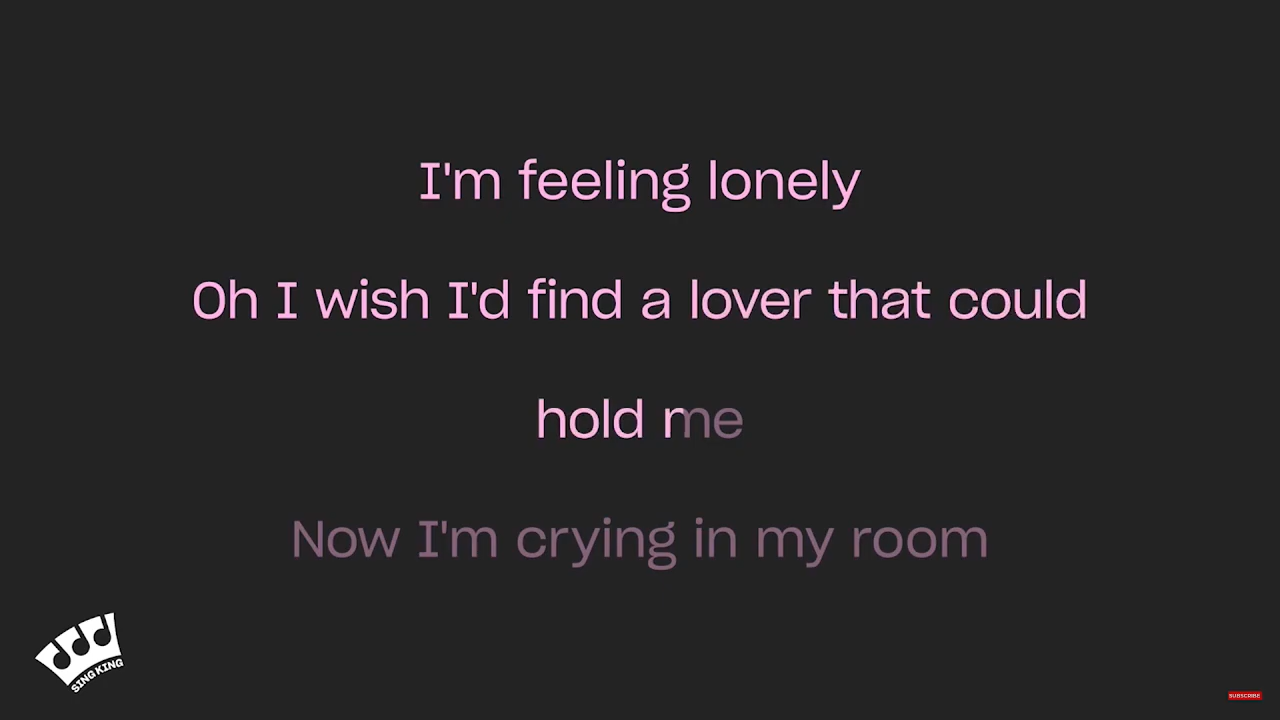 I'm feeling lonely
Oh I wish I'd find a lover that could
hold me
Now I'm crying in my room
SING KING
SUBSCRIBE